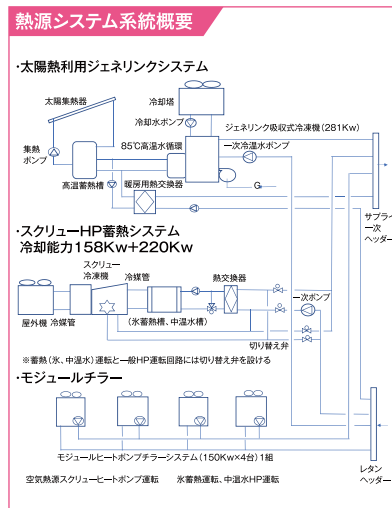 熱源システム系統概要
・太陽熱利用ジェネリンクシステム
太陽集熱器
冷却塔
冷却水ポンプ
ジェネリンク吸収式冷凍機(281Kw)
集熱
ポンプ
85℃高温水循環
一次冷温水ポンプ
高温蓄熱槽
暖房用熱交換器
G
サプライ
一次
ヘッダー
・スクリューHP蓄熱システム
冷却能力158Kw+220Kw
スクリュー
冷凍機
冷媒管
熱交換器
一次ポンプ
屋外機
冷媒管
(氷蓄熱槽、中温水槽)
切り替え弁
※蓄熱(氷、中温水)運転と一般HP運転回路には切り替え弁を設ける
・モジュールチラー
モジュールヒートポンプチラーシステム(150Kw×4台)1組
空気熱源スクリューヒートポンプ運転
氷蓄熱運転、中温水HP運転
レタン
ヘッダー